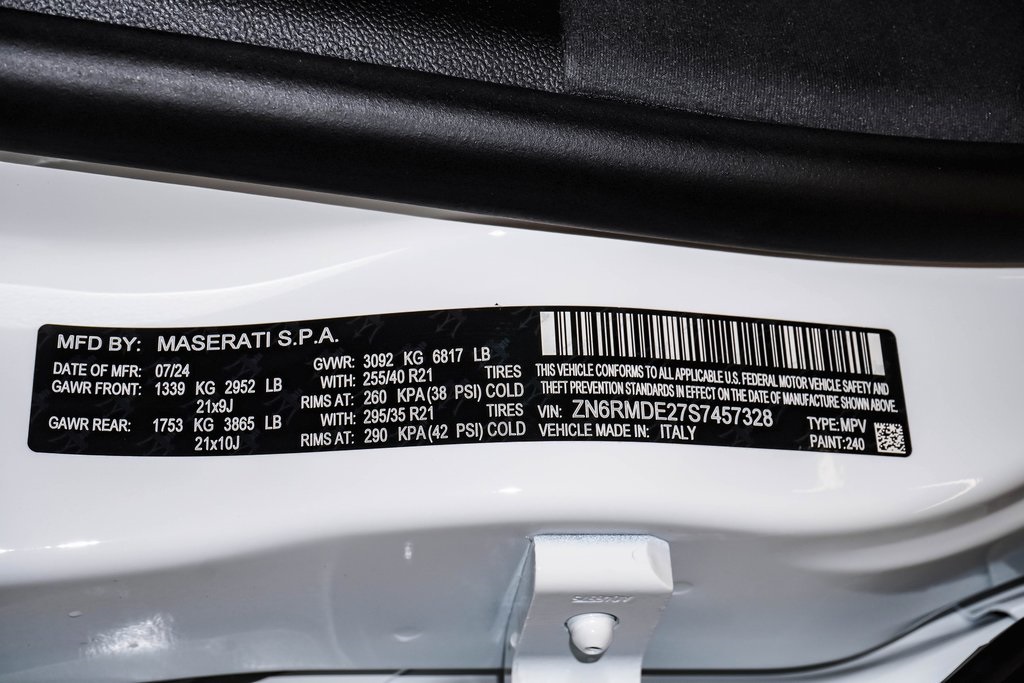 MFD BY: MASERATI S.P.A.
DATE OF MFR: 07/24 GVWR: 3092 KG 6817 LB
GAWR FRONT: 1339 KG 2952 LB WITH: 255/40 R21 TIRES
21x9J RIMS AT: 260 KPA (38 PSI) COLD
GAWR REAR: 1753 KG 3865 LB WITH: 295/35 R21 TIRES
21x10J RIMS AT: 290 KPA (42 PSI) COLD
THIS VEHICLE CONFORMS TO ALL APPLICABLE U.S. FEDERAL MOTOR VEHICLE SAFETY AND
THEFT PREVENTION STANDARDS IN EFFECT ON THE DATE OF MANUFACTURE SHOWN ABOVE.
VIN: ZN6RMDE27S7457328 TYPE: MPV
VEHICLE MADE IN: ITALY PAINT: 240